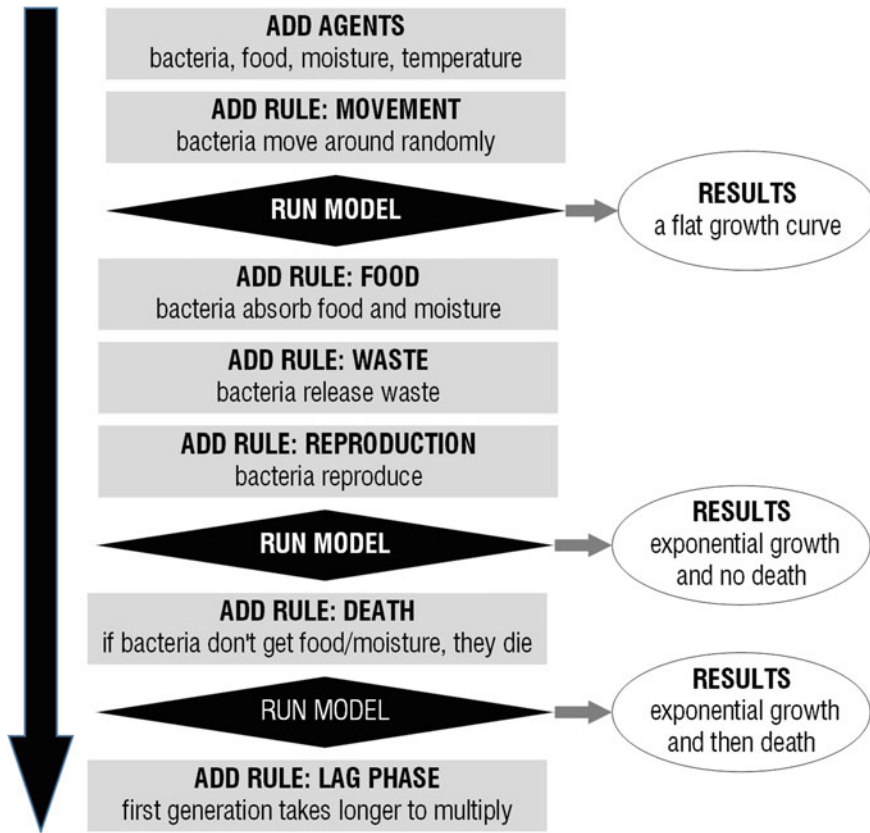 ADD AGENTS
bacteria, food, moisture, temperature
ADD RULE: MOVEMENT
bacteria move around randomly
RUN MODEL
RESULTS
a flat growth curve
ADD RULE: FOOD
bacteria absorb food and moisture
ADD RULE: WASTE
bacteria release waste
ADD RULE: REPRODUCTION
bacteria reproduce
RUN MODEL
RESULTS
exponential growth
and no death
ADD RULE: DEATH
if bacteria don't get food/moisture, they die
RUN MODEL
RESULTS
exponential growth
and then death
ADD RULE: LAG PHASE
first generation takes longer to multiply